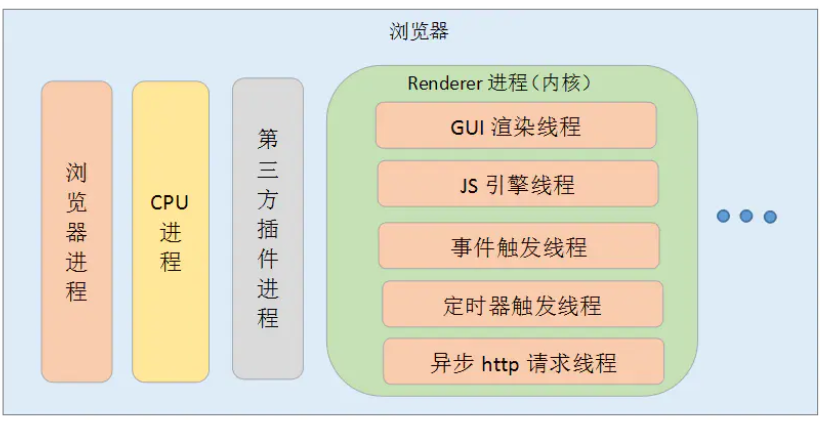 浏览器
浏览器进程
CPU
进程
第三方插件进程
Renderer 进程（内核）
GUI 渲染线程
JS 引擎线程
事件触发线程
定时器触发线程
异步 http 请求线程